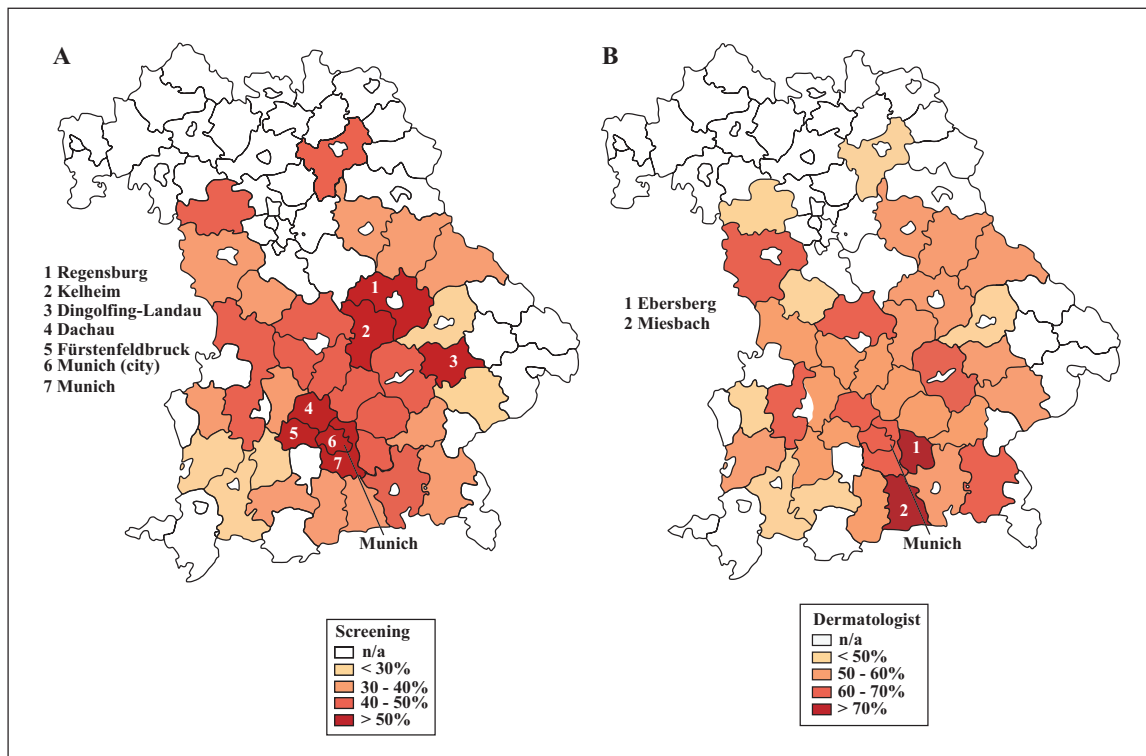 A
B
1 Regensburg
2 Kelheim
3 Dingolfing-Landau
4 Dachau
5 Fürstenfeldbruck
6 Munich (city)
7 Munich
1
2
3
4
5
6
7
Munich
Screening
n/a
< 30%
30 - 40%
40 - 50%
> 50%
1 Ebersberg
2 Miesbach
1
2
Munich
Dermatologist
n/a
< 50%
50 - 60%
60 - 70%
> 70%